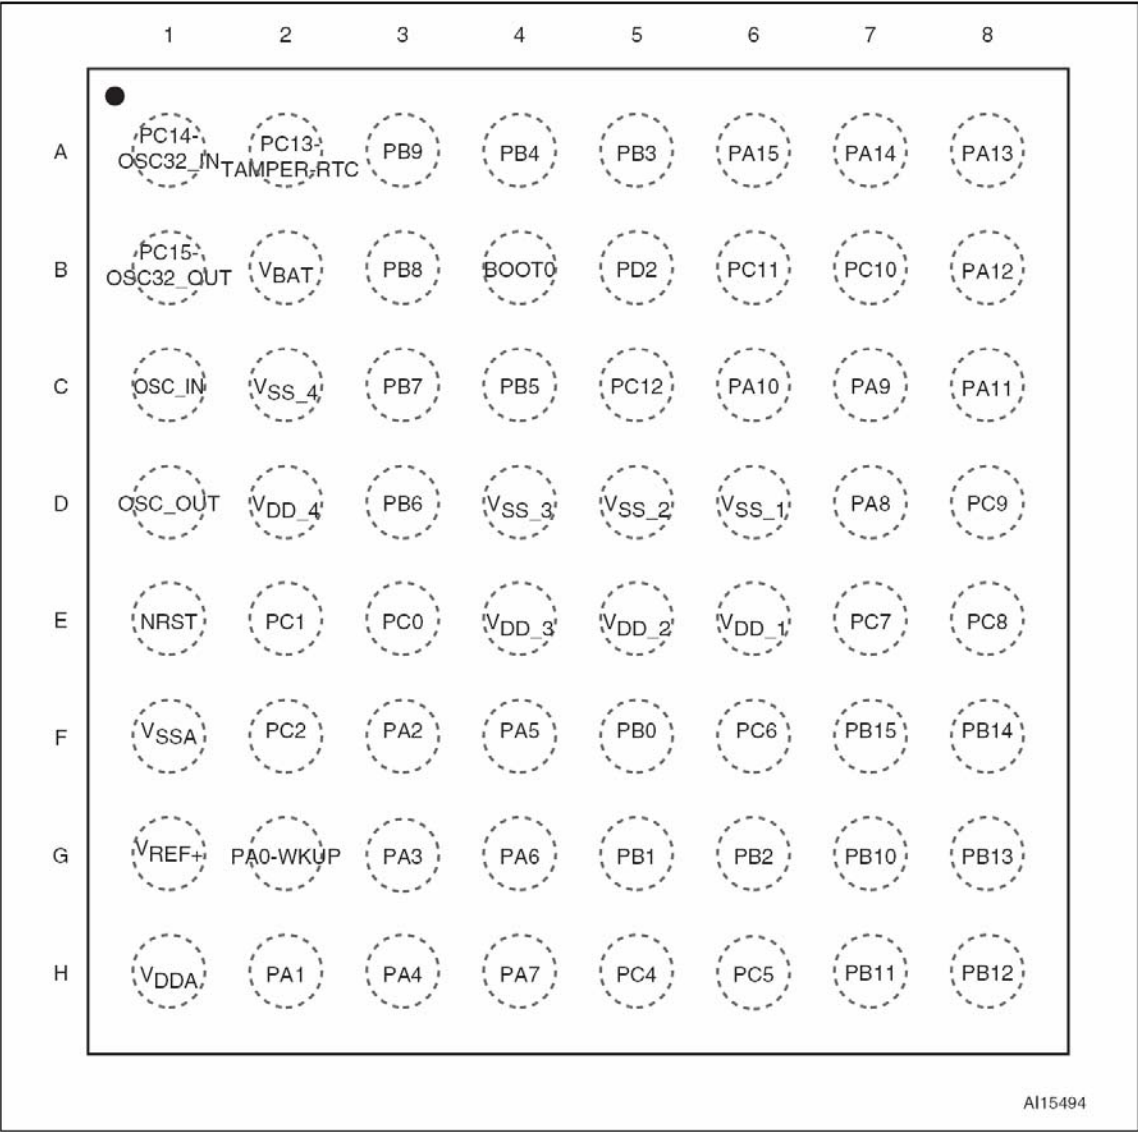 1 2 3 4 5 6 7 8
A PC14-OSC32_IN PC13-TAMPER-RTC PB9 PB4 PB3 PA15 PA14 PA13
B PC15-OSC32_OUT VBAT PB8 BOOT0 PD2 PC11 PC10 PA12
C OSC_IN VSS_4 PB7 PB5 PC12 PA10 PA9 PA11
D OSC_OUT VDD_4 PB6 VSS_3 VSS_2 VSS_1 PA8 PC9
E NRST PC1 PC0 VDD_3 VDD_2 VDD_1 PC7 PC8
F VSSA PC2 PA2 PA5 PB0 PC6 PB15 PB14
G VREF+ PA0-WKUP PA3 PA6 PB1 PB2 PB10 PB13
H VDDA PA1 PA4 PA7 PC4 PC5 PB11 PB12
AI15494